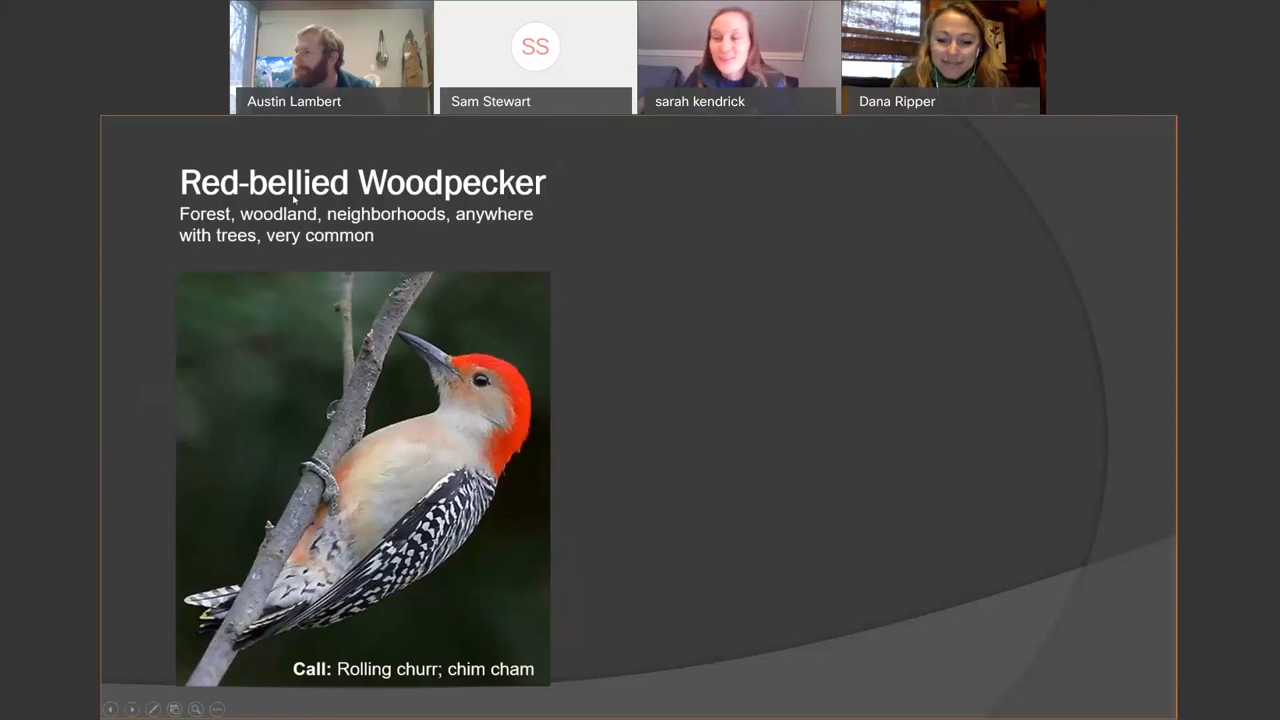 SS
Austin Lambert
Sam Stewart
sarah kendrick
Dana Ripper
Red-bellied Woodpecker
Forest, woodland, neighborhoods, anywhere
with trees, very common
Call: Rolling churr; chim cham